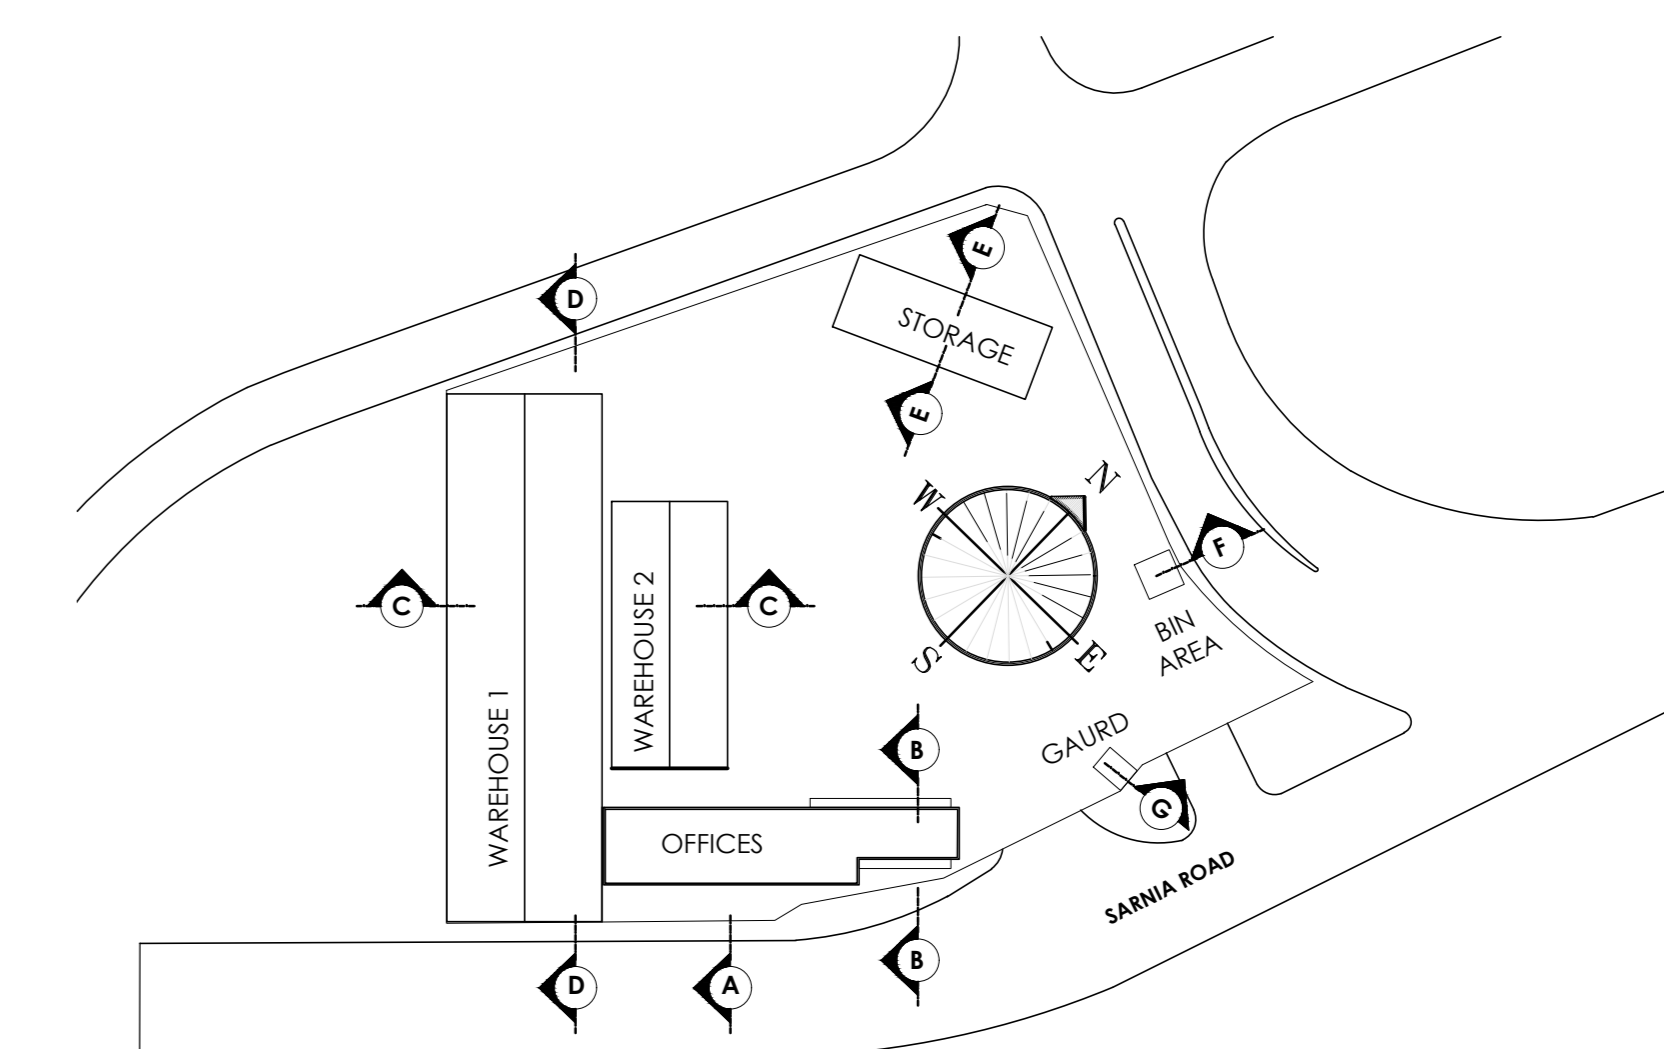 E
D
STORAGE
E
N
W
F
C
C
WAREHOUSE 2
BIN
AREA
S
E
WAREHOUSE 1
GAURD
B
G
OFFICES
SARNIA ROAD
B
D
A